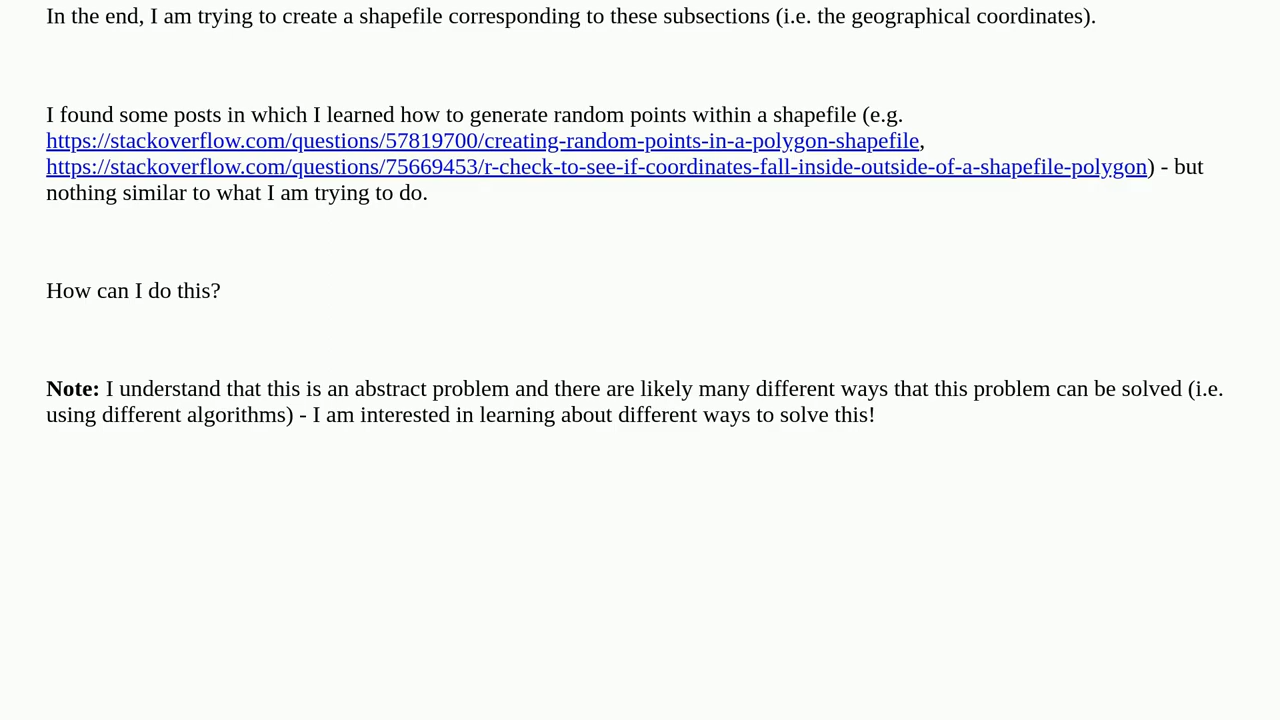 In the end, I am trying to create a shapefile corresponding to these subsections (i.e. the geographical coordinates).
I found some posts in which I learned how to generate random points within a shapefile (e.g.
https://stackoverflow.com/questions/57819700/creating-random-points-in-a-polygon-shapefile,
https://stackoverflow.com/questions/75669453/r-check-to-see-if-coordinates-fall-inside-outside-of-a-shapefile-polygon) - but
nothing similar to what I am trying to do.
How can I do this?
Note: I understand that this is an abstract problem and there are likely many different ways that this problem can be solved (i.e.
using different algorithms) - I am interested in learning about different ways to solve this!